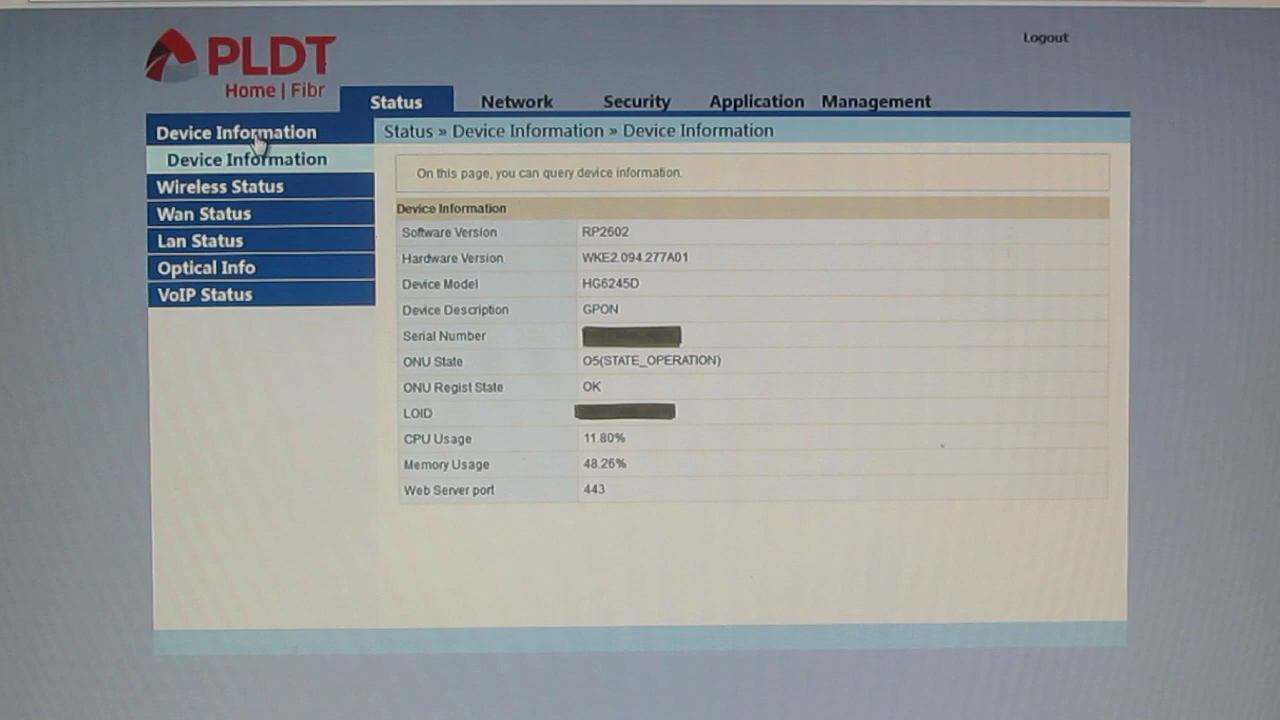 PLDT
Home | Fibr
Logout
Status Network Security Application Management
Device Information
Device Information
Wireless Status
Wan Status
Lan Status
Optical Info
VoIP Status
Status » Device Information » Device Information
On this page, you can query device information.
Device Information
Software Version RP2602
Hardware Version WKE2.094.277A01
Device Model HG6245D
Device Description GPON
Serial Number
ONU State O5(STATE_OPERATION)
ONU Regist State OK
LOID
CPU Usage 11.80%
Memory Usage 48.26%
Web Server port 443